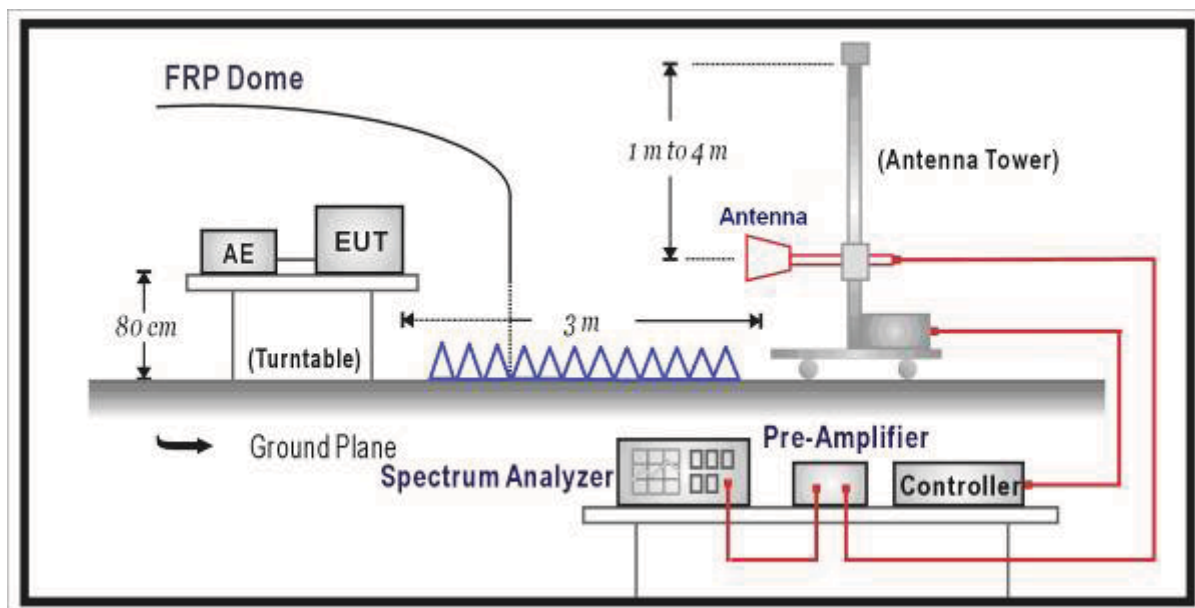 FRP Dome
1 m to 4 m
(Antenna Tower)
Antenna
AE
EUT
80 cm
3 m
(Turntable)
Ground Plane
Pre-Amplifier
Spectrum Analyzer
Controller